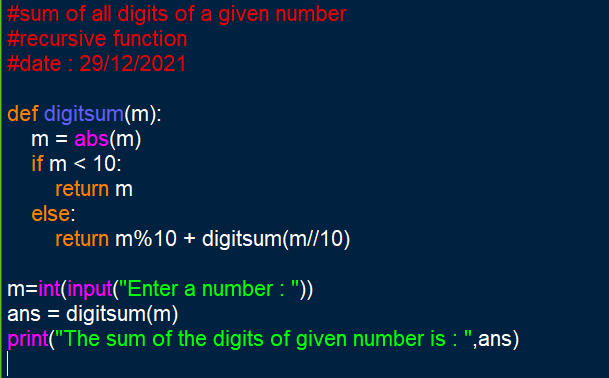 #sum of all digits of a given number
#recursive function
#date : 29/12/2021
def digitsum(m):
m = abs(m)
if m < 10:
return m
else:
return m%10 + digitsum(m//10)
m=int(input("Enter a number : "))
ans = digitsum(m)
print("The sum of the digits of given number is : ",ans)